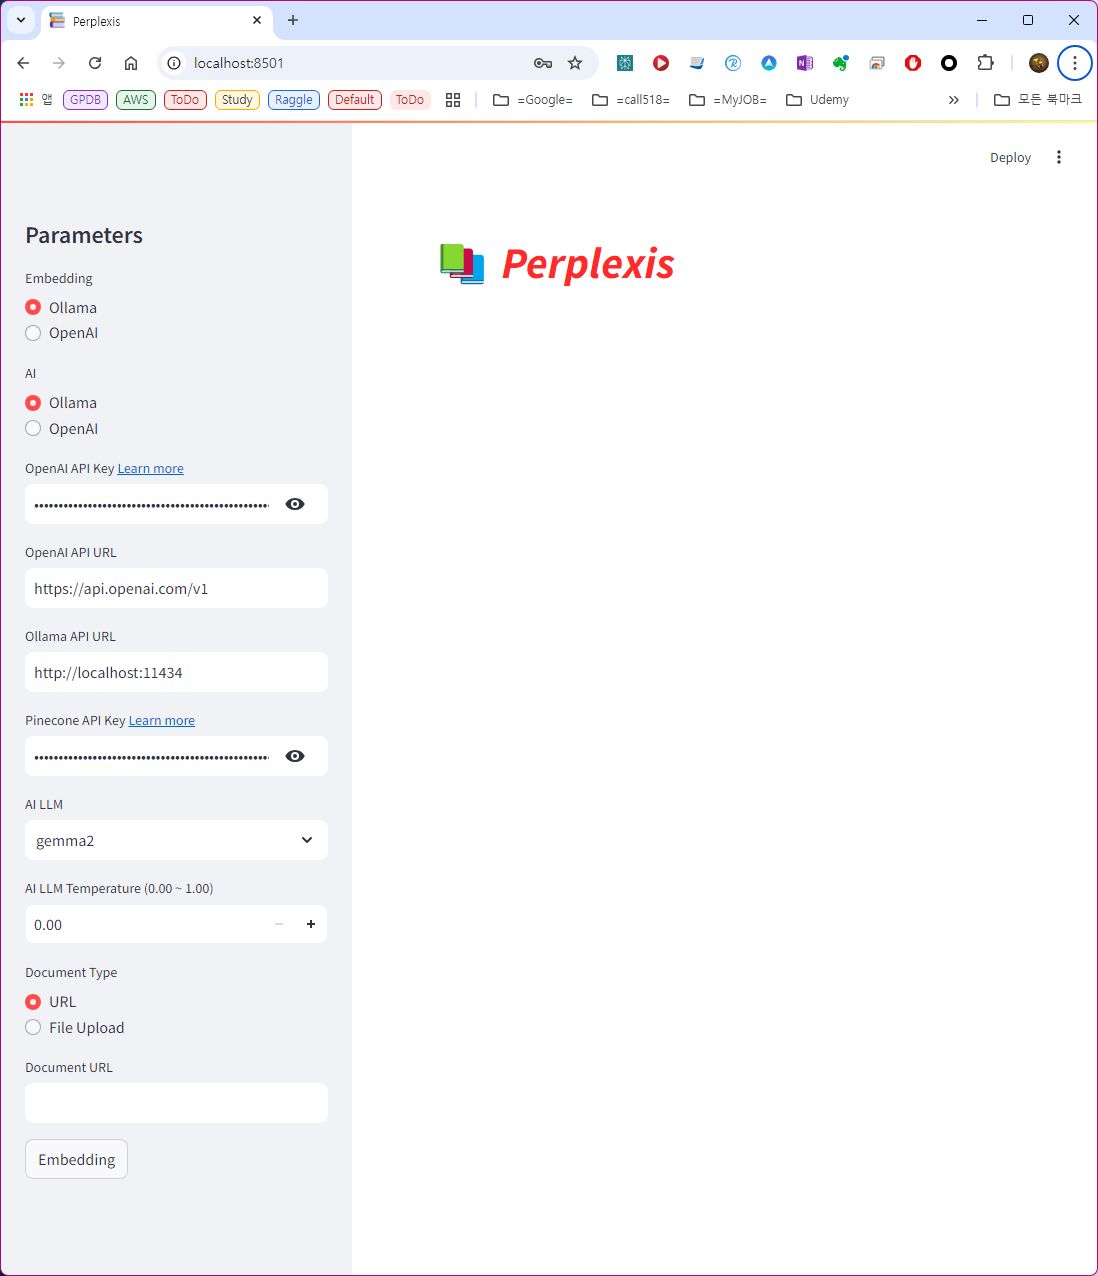 Perplexis
localhost:8501
앱 GPDB AWS ToDo Study Raggle Default ToDo =Google= =call518= =MyJOB= Udemy 모든 북마크
Deploy
Parameters
📚 Perplexis
Embedding
Ollama
OpenAI
AI
Ollama
OpenAI
OpenAI API Key Learn more
••••••••••••••••••••••••••••••••••••••••••••••••
OpenAI API URL
https://api.openai.com/v1
Ollama API URL
http://localhost:11434
Pinecone API Key Learn more
••••••••••••••••••••••••••••••••••••••••••••••••
AI LLM
gemma2
AI LLM Temperature (0.00 ~ 1.00)
0.00
Document Type
URL
File Upload
Document URL
Embedding